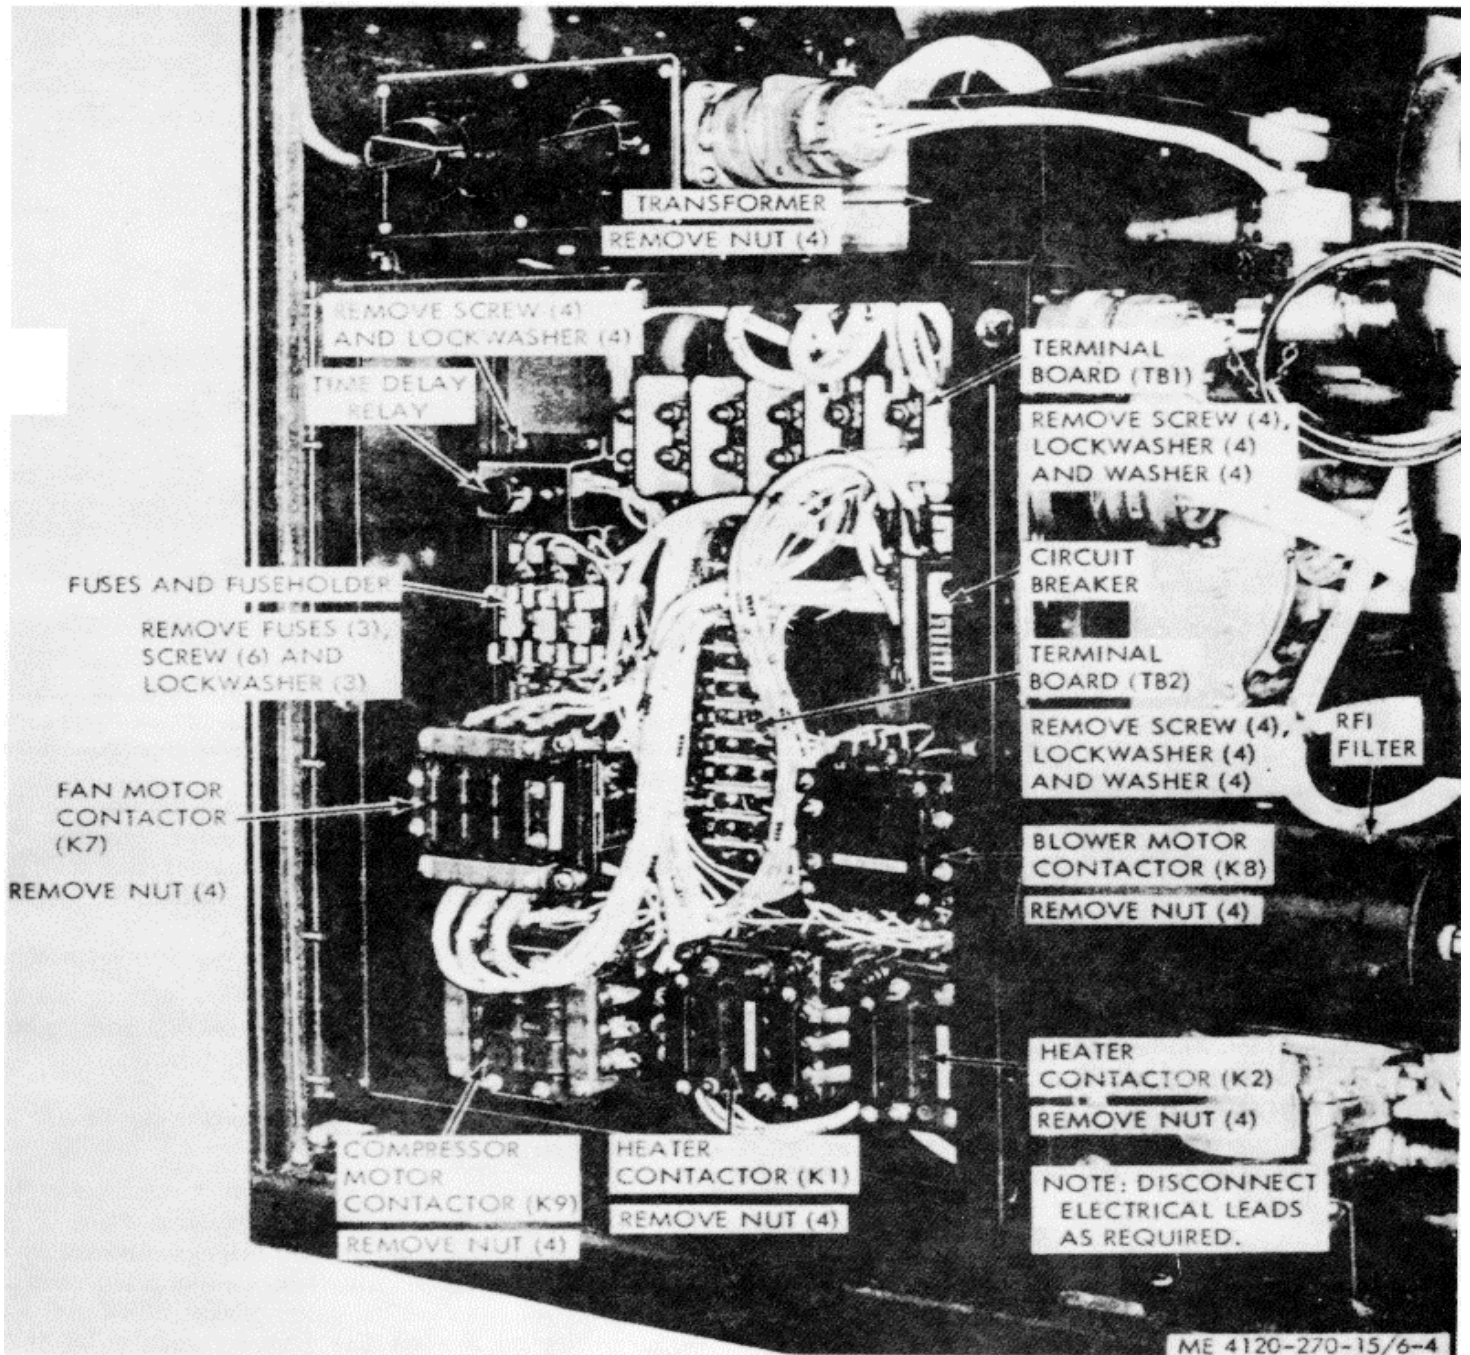 TRANSFORMER
REMOVE NUT (4)
REMOVE SCREW (4)
AND LOCKWASHER (4)
TIME DELAY
RELAY
TERMINAL
BOARD (TB1)
REMOVE SCREW (4),
LOCKWASHER (4)
AND WASHER (4)
FUSES AND FUSEHOLDER
REMOVE FUSES (3),
SCREW (6) AND
LOCKWASHER (3)
CIRCUIT
BREAKER
TERMINAL
BOARD (TB2)
REMOVE SCREW (4),
LOCKWASHER (4)
AND WASHER (4)
RFI
FILTER
FAN MOTOR
CONTACTOR
(K7)
REMOVE NUT (4)
BLOWER MOTOR
CONTACTOR (K8)
REMOVE NUT (4)
HEATER
CONTACTOR (K2)
REMOVE NUT (4)
COMPRESSOR
MOTOR
CONTACTOR (K9)
REMOVE NUT (4)
HEATER
CONTACTOR (K1)
REMOVE NUT (4)
NOTE: DISCONNECT
ELECTRICAL LEADS
AS REQUIRED.
ME 4120-270-15/6-4